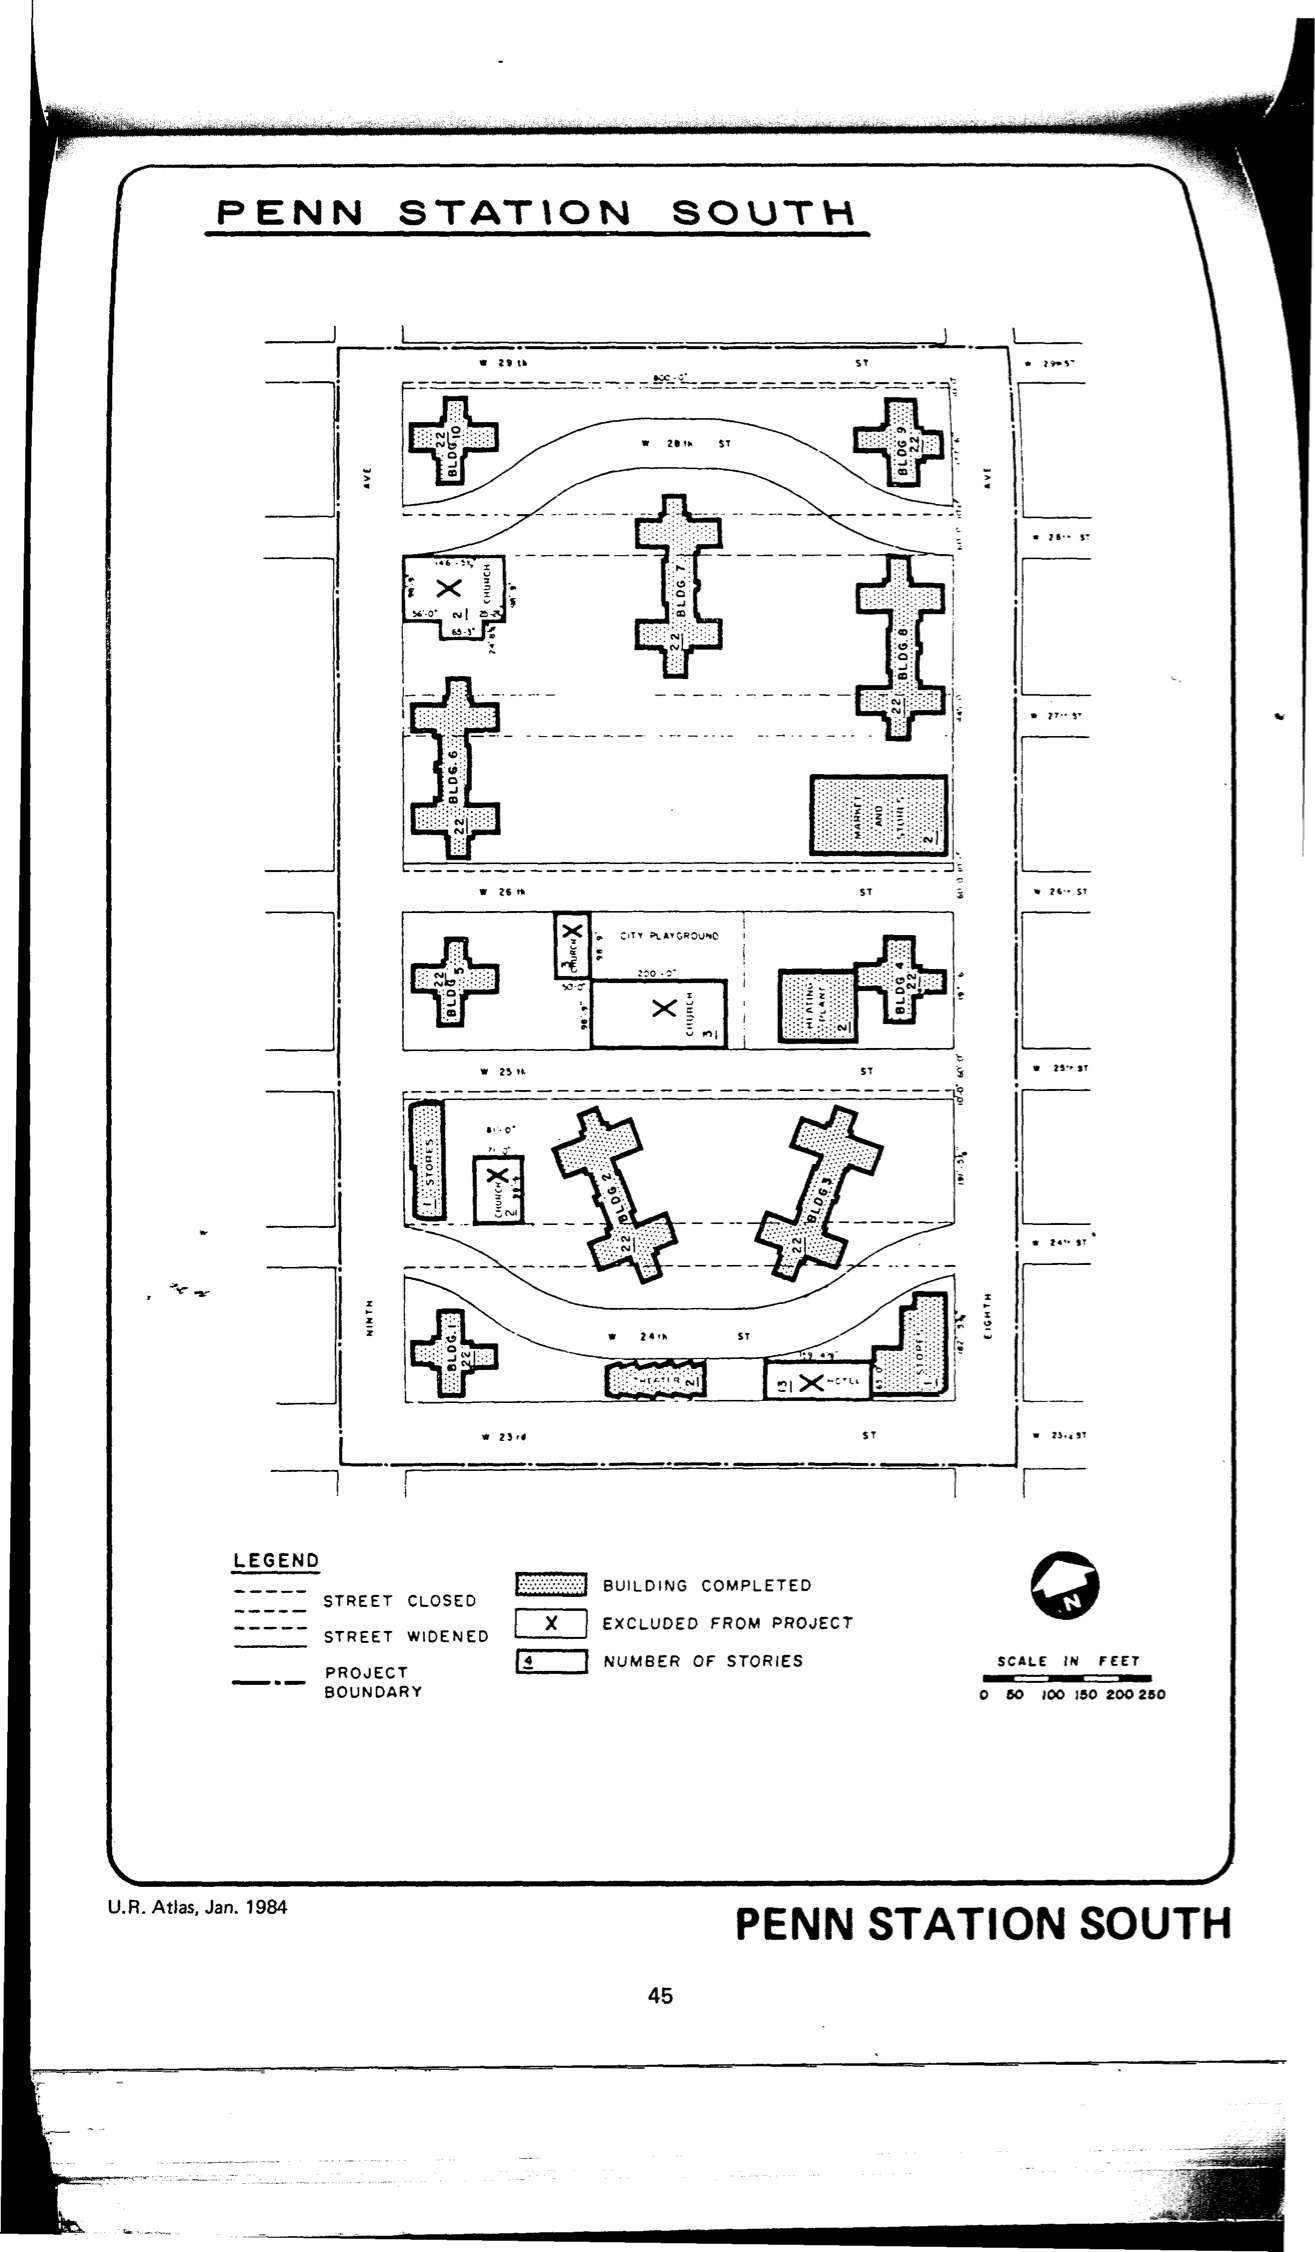 PENN STATION SOUTH
W 29th ST
W 29th ST
800'-0"
22
BLDG 10
BLDG 9
22
W 28th ST
AVE
AVE
W 28th ST
CHURCH
X
56'-0"
2
65'-3"
BLDG. 7
22
BLDG. 8
22
W 27th ST
BLDG. 6
22
MARKET
AND
STORES
2
W 26th ST
W 26th ST
X
3
CHURCH
98'-9"
CITY PLAYGROUND
200'-0"
50'-0"
98'-9"
X
CHURCH
3
22
BLDG 5
HEATING
PLANT
2
BLDG 4
22
W 25th ST
W 25th ST
1 STORES
81'-0"
X
CHURCH
2
BLDG 2
22
BLDG 3
22
W 24th ST
NINTH
EIGHTH
BLDG. 1
22
W 24th ST
THEATER 2
13 X HOTEL
STORES
1
W 23rd ST
W 23rd ST
LEGEND
STREET CLOSED
STREET WIDENED
PROJECT
BOUNDARY
BUILDING COMPLETED
X EXCLUDED FROM PROJECT
4 NUMBER OF STORIES
N
SCALE IN FEET
0 50 100 150 200 250
U.R. Atlas, Jan. 1984
PENN STATION SOUTH
45